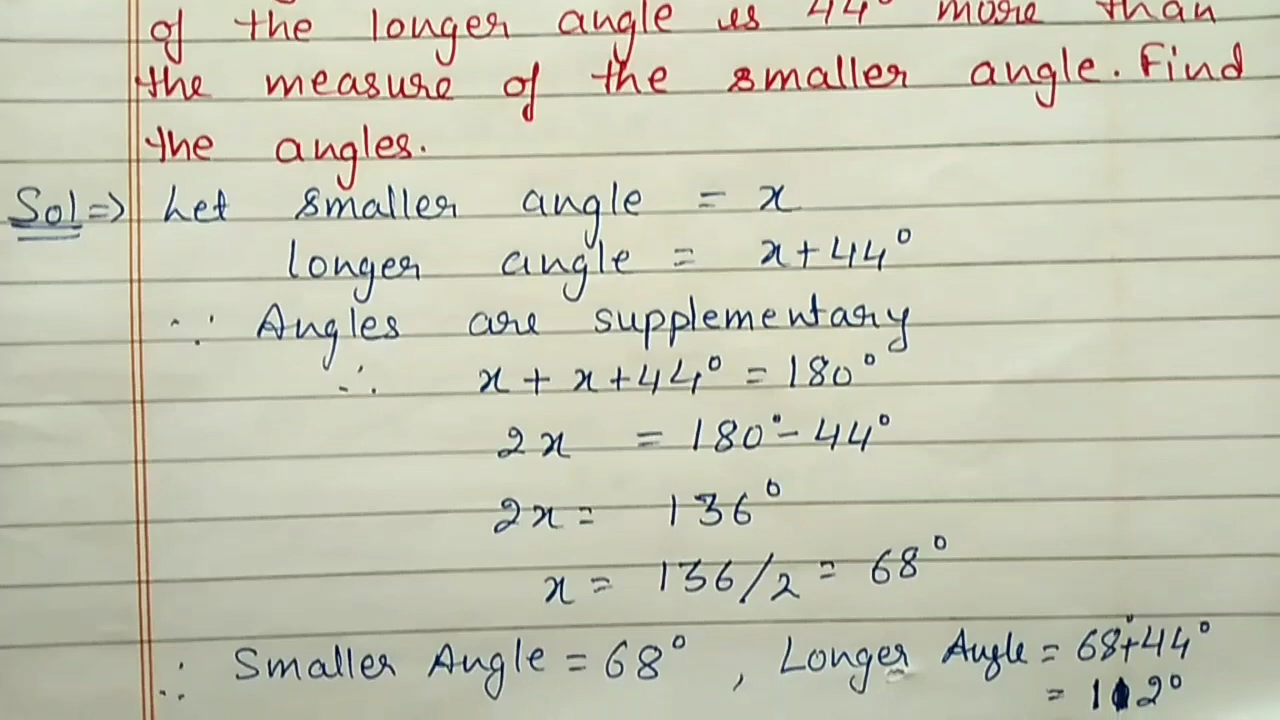 of the longer angle is 44° more than
the measure of the smaller angle. Find
the angles.
Sol => Let smaller angle = x
longer angle = x + 44°
∵ Angles are supplementary
∴ x + x + 44° = 180°
2x = 180° - 44°
2x = 136°
x = 136/2 = 68°
∴ Smaller Angle = 68° , Longer Angle = 68° + 44°
= 112°